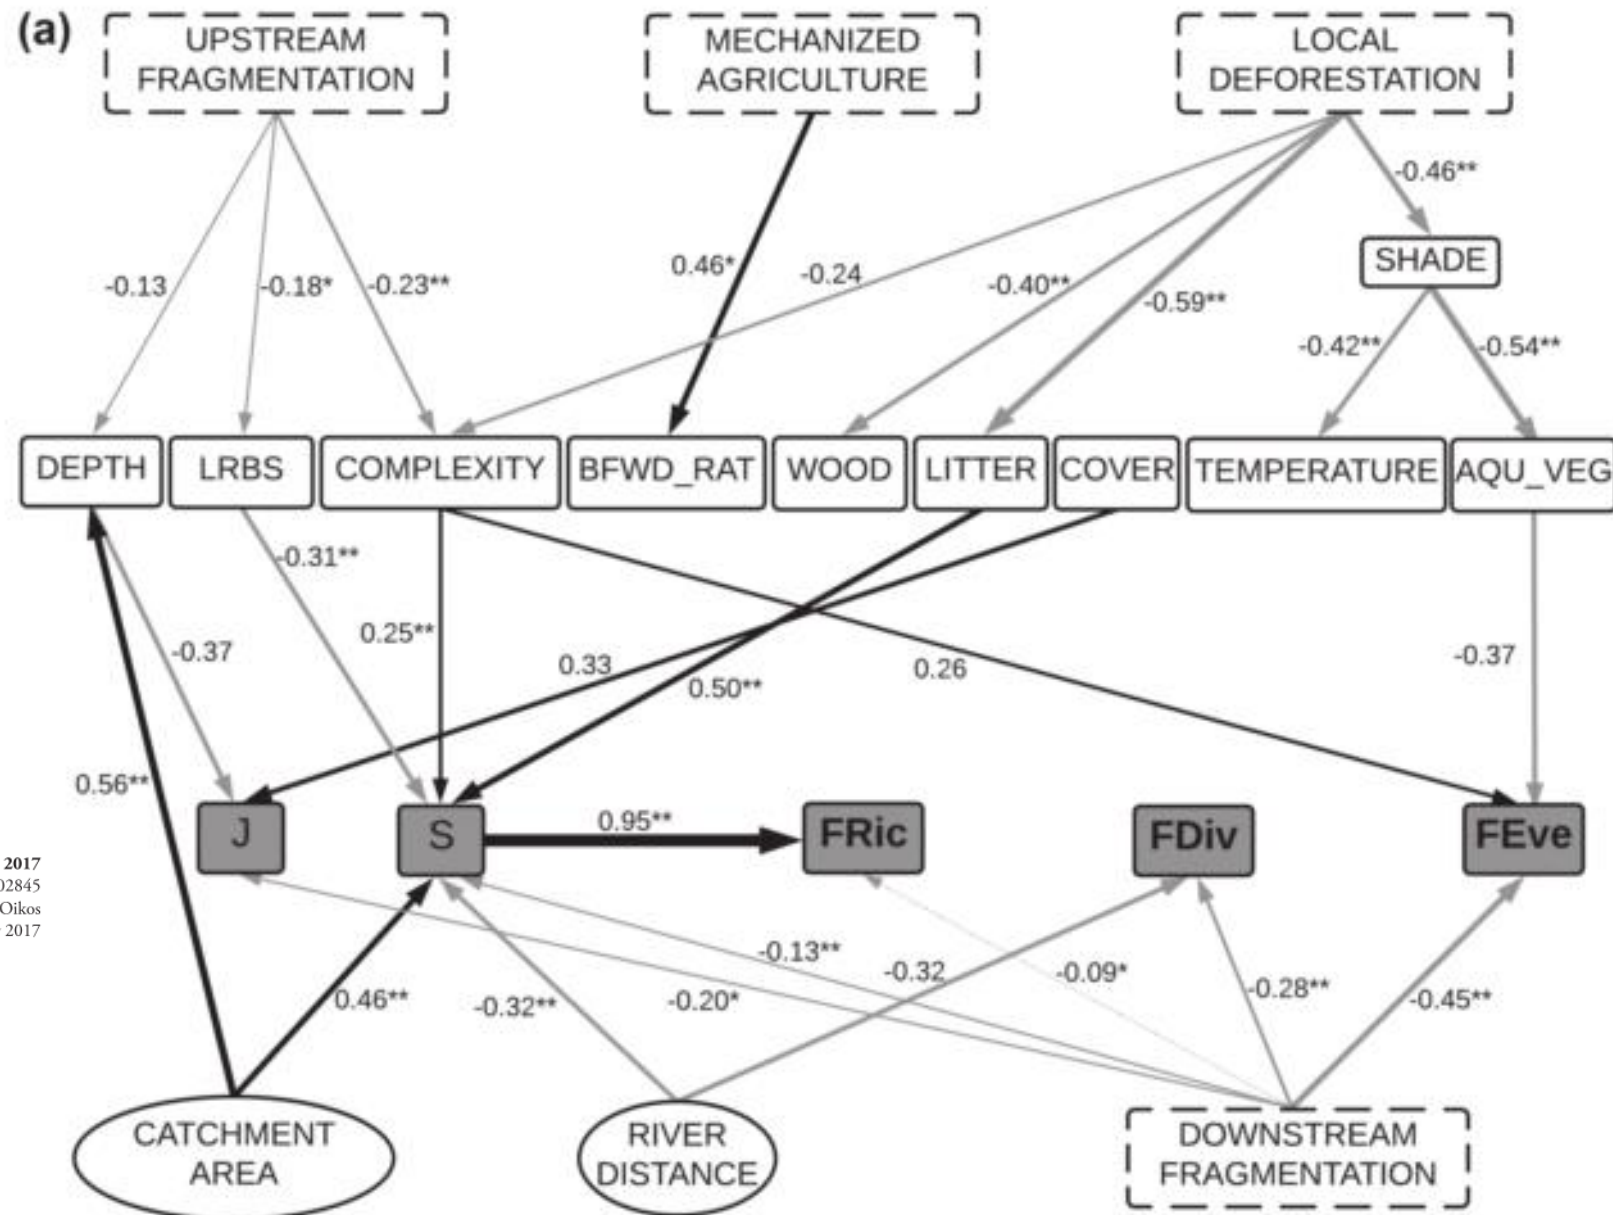 (a)
UPSTREAM
FRAGMENTATION
MECHANIZED
AGRICULTURE
LOCAL
DEFORESTATION
-0.46**
SHADE
-0.13
-0.18*
-0.23**
0.46*
-0.24
-0.40**
-0.59**
-0.42**
-0.54**
DEPTH
LRBS
COMPLEXITY
BFWD_RAT
WOOD
LITTER
COVER
TEMPERATURE
AQU_VEG
-0.31**
0.25**
-0.37
0.33
0.50**
0.26
-0.37
0.56**
J
S
0.95**
FRic
FDiv
FEve
2017
02845
Oikos
2017
-0.13**
-0.32
-0.09*
0.46**
-0.32**
-0.20*
-0.28**
-0.45**
CATCHMENT
AREA
RIVER
DISTANCE
DOWNSTREAM
FRAGMENTATION